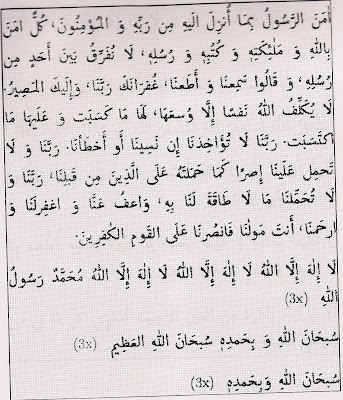 اٰمَنَ الرَّسُولُ بِمَا أُنزِلَ الَيهِ مِن رَبِّهِ وَ المُؤمِنُونَ، كُلٌّ اٰمَنَ
بِاللهِ وَ مَلٰئِكَتِهِ وَ كُتُبِهِ وَ رُسُلِهِ، لَا نُفَرِّقُ بَينَ أَحَدٍ مِن
رُسُلِهِ، وَ قَالُوا سَمِعنَا وَ أَطَعنَا، غُفرَانَكَ رَبَّنَا، وَإِلَيكَ المَصِيرُ.
لَا يُكَلِّفُ اللهُ نَفسًا إِلَّا وُسعَهَا، لَهَا مَا كَسَبَت وَ عَلَيهَا مَا
اكتَسَبَت. رَبَّنَا لَا تُؤَاخِذنَا إِن نَسِينَا أَو أَخطَأنَا. رَبَّنَا وَ لَا
تَحمِل عَلَينَا إِصرًا كَمَا حَمَلتَهُ عَلَى الَّذِينَ مِن قَبلِنَا، رَبَّنَا وَ
لَا تُحَمِّلنَا مَا لَا طَاقَةَ لَنَا بِهِ، وَاعفُ عَنَّا وَ اغفِرلَنَا وَ
ارحَمنَا، أَنتَ مَولٰنَا فَانصُرنَا عَلَى القَومِ الكٰفِرِينَ.
لَا إِلٰهَ إِلَّا اللهُ لَا إِلٰهَ إِلَّا اللهُ لَا إِلٰهَ إِلَّا اللهُ مُحَمَّدٌ رَسُولُ
اللهِ (3x)
سُبحَانَ اللهِ وَ بِحَمدِهِ سُبحَانَ اللهِ العَظِيمِ (3x)
سُبحَانَ اللهِ وَبِحَمدِهِ (3x)